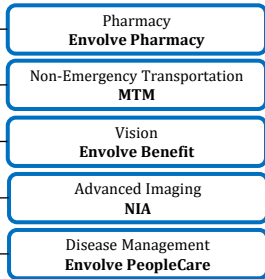 Pharmacy
Envolve Pharmacy
Non-Emergency Transportation
MTM
Vision
Envolve Benefit
Advanced Imaging
NIA
Disease Management
Envolve PeopleCare